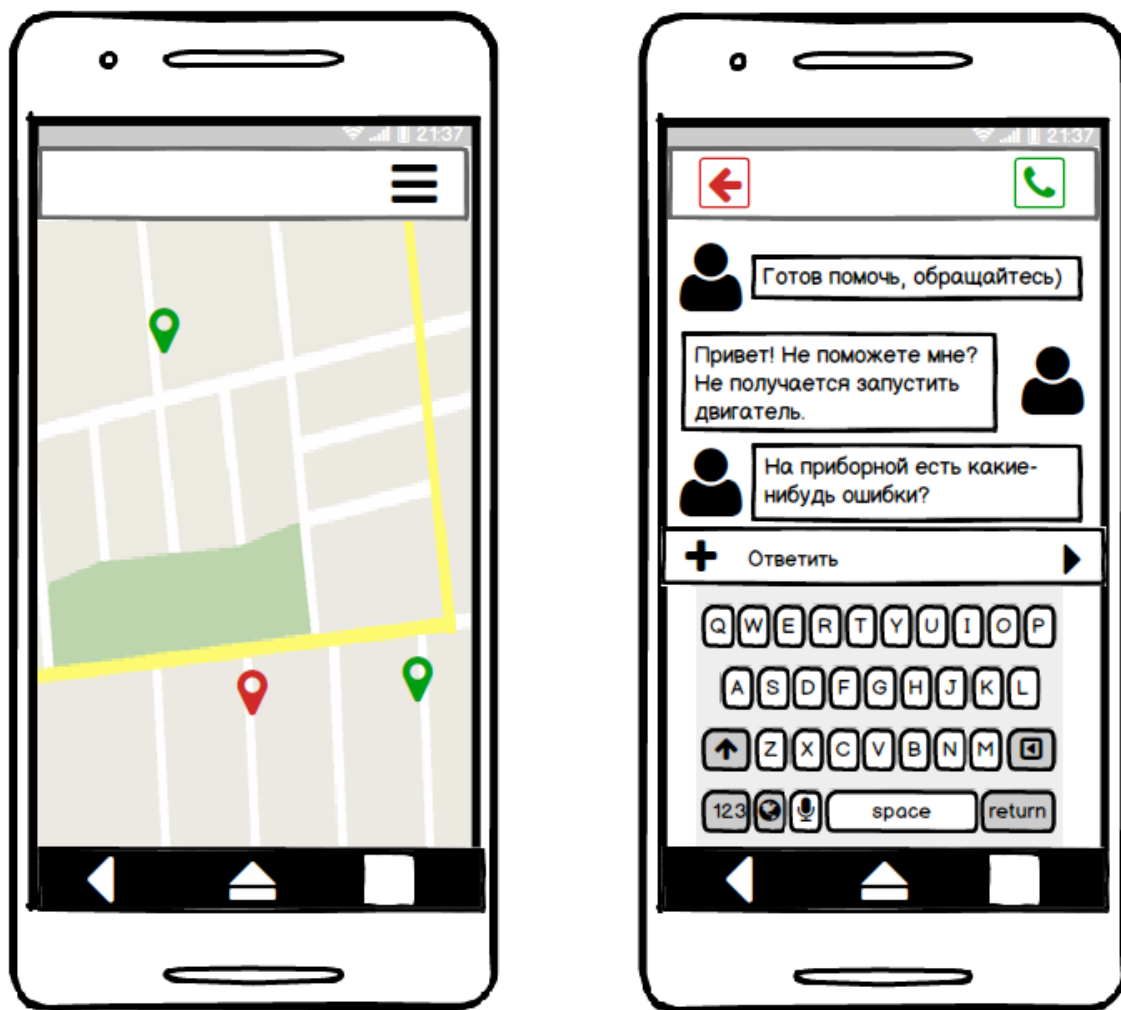 21:37
21:37
Готов помочь, обращайтесь)
Привет! Не поможете мне?
Не получается запустить
двигатель.
На приборной есть какие-
нибудь ошибки?
Ответить
Q W E R T Y U I O P
A S D F G H J K L
Z X C V B N M
123 space return